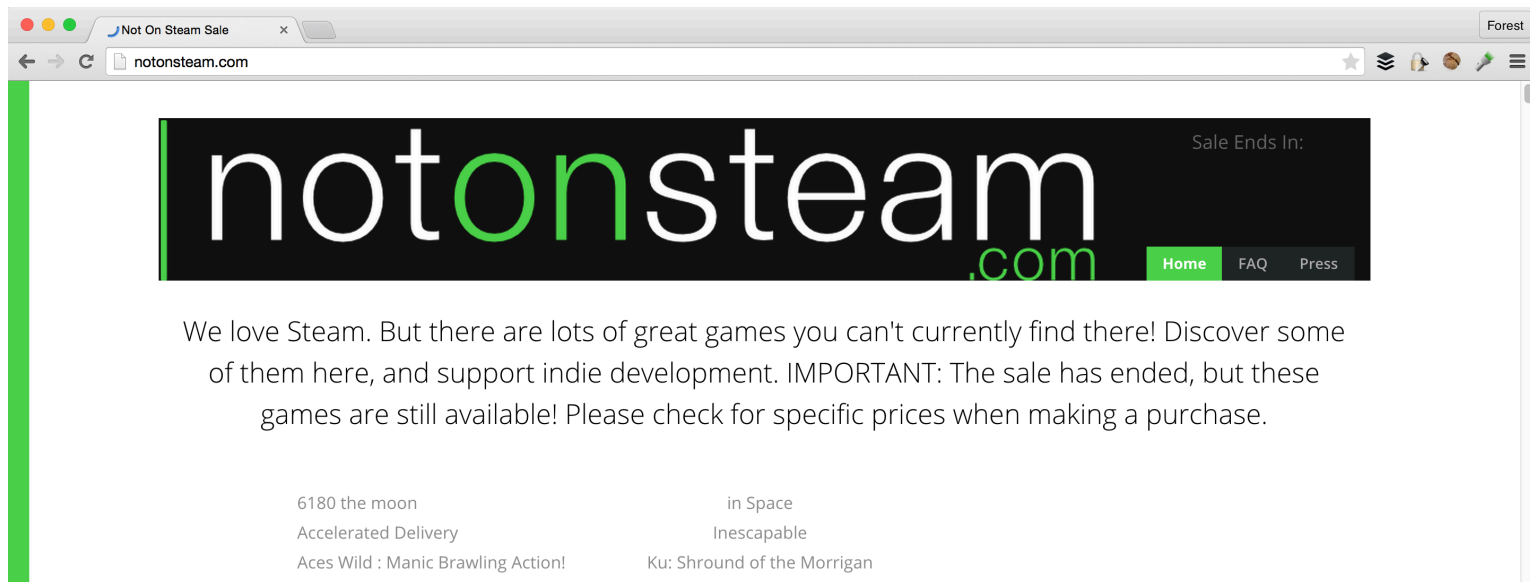 Not On Steam Sale
Forest
notonsteam.com
notonsteam
.com
Sale Ends In:
Home FAQ Press
We love Steam. But there are lots of great games you can't currently find there! Discover some
of them here, and support indie development. IMPORTANT: The sale has ended, but these
games are still available! Please check for specific prices when making a purchase.
6180 the moon
in Space
Accelerated Delivery
Inescapable
Aces Wild : Manic Brawling Action!
Ku: Shround of the Morrigan